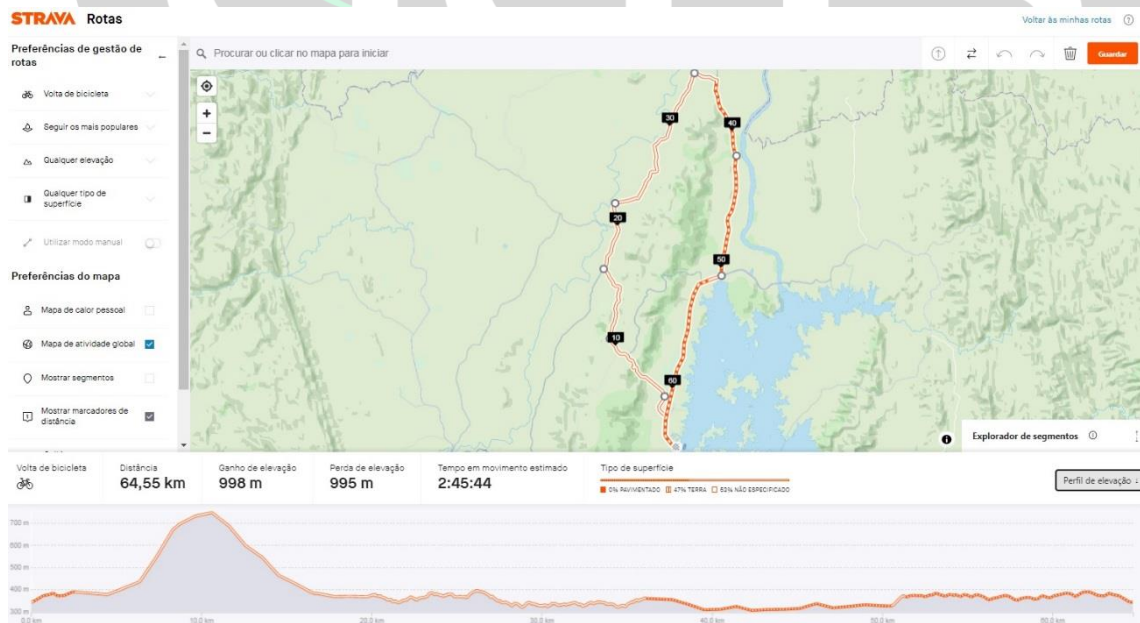 STRAVA Rotas
Voltar às minhas rotas
Preferências de gestão de
rotas
Procurar ou clicar no mapa para iniciar
Guardar
Volta de bicicleta
Seguir os mais populares
Qualquer elevação
Qualquer tipo de
superfície
Utilizar modo manual
Preferências do mapa
Mapa de calor pessoal
Mapa de atividade global
Mostrar segmentos
Mostrar marcadores de
distância
30
40
20
50
10
60
Explorador de segmentos
Volta de bicicleta
Distância
64,55 km
Ganho de elevação
998 m
Perda de elevação
995 m
Tempo em movimento estimado
2:45:44
Tipo de superfície
0% PAVIMENTADO 47% TERRA 53% NÃO ESPECIFICADO
Perfil de elevação
700 m
600 m
500 m
400 m
300 m
0.0 km 10.0 km 20.0 km 30.0 km 40.0 km 50.0 km 60.0 km